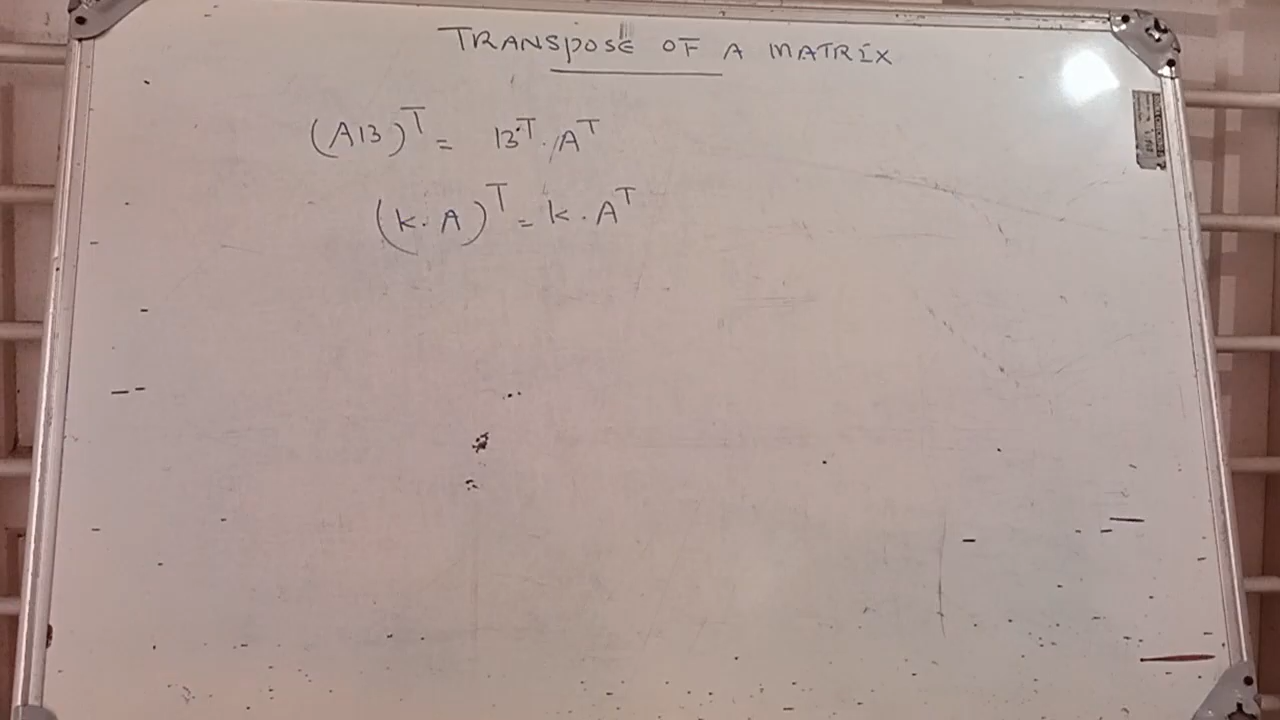 TRANSPOSE OF A MATRIX
(AB)ᵀ = Bᵀ · Aᵀ
(K · A)ᵀ = K · Aᵀ